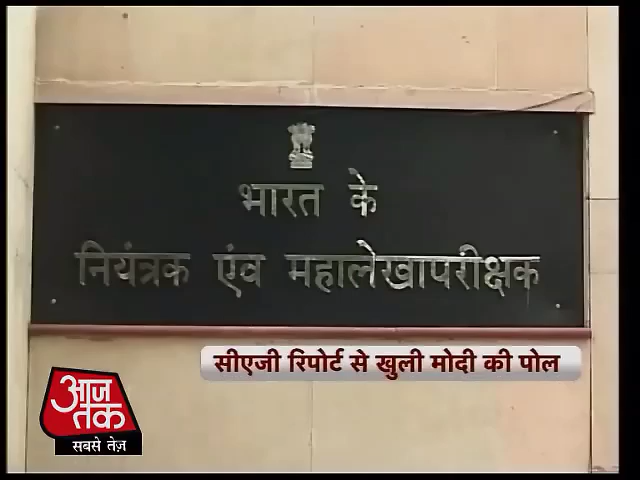 भारत के
नियंत्रक एंव महालेखापरीक्षक
सीएजी रिपोर्ट से खुली मोदी की पोल
आज
तक
सबसे तेज़